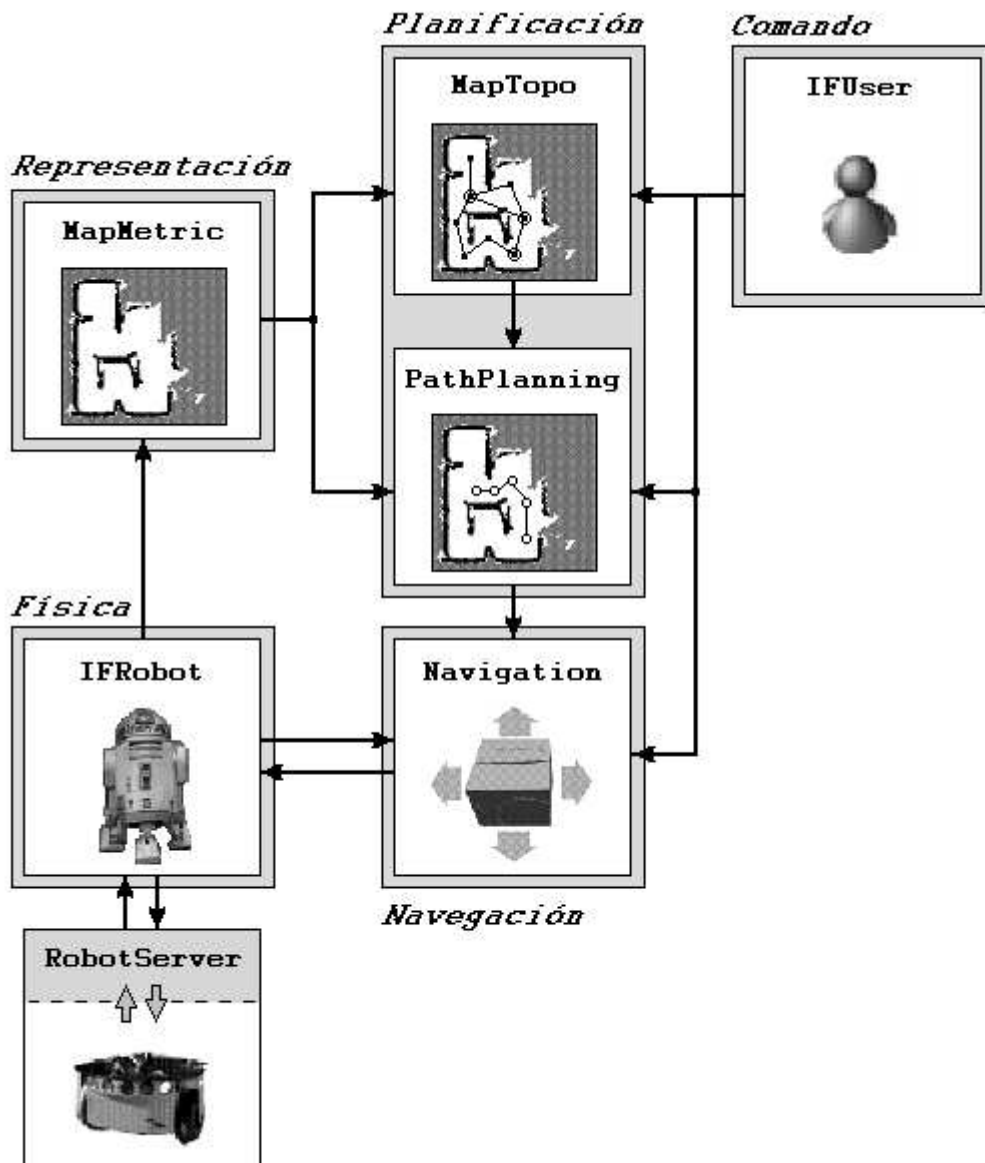 Planificación
Comando
MapTopo
IFUser
Representación
MapMetric
PathPlanning
Física
IFRobot
Navigation
Navegación
RobotServer